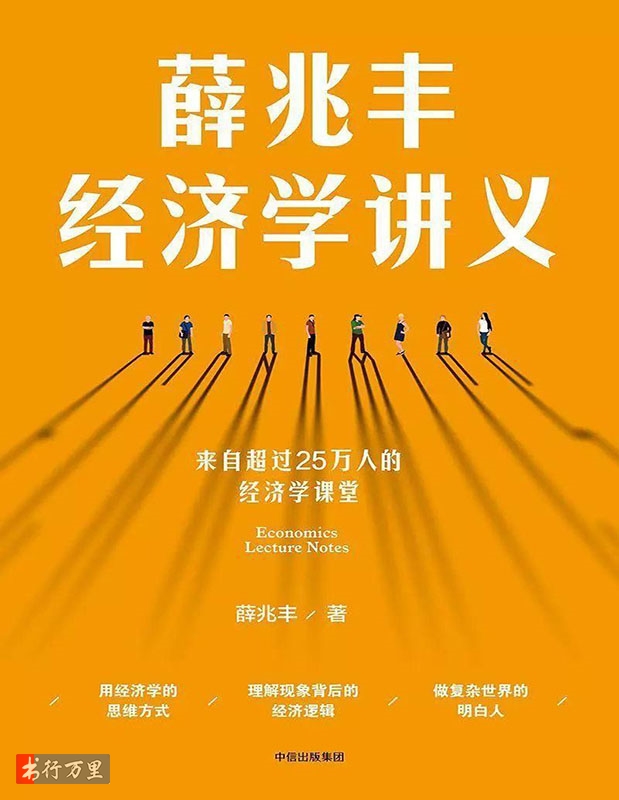 薛兆丰
经济学讲义
来自超过25万人的
经济学课堂
Economics
Lecture Notes
薛兆丰 / 著
用经济学的
思维方式
理解现象背后的
经济逻辑
做复杂世界的
明白人
中信出版集团
书行万里